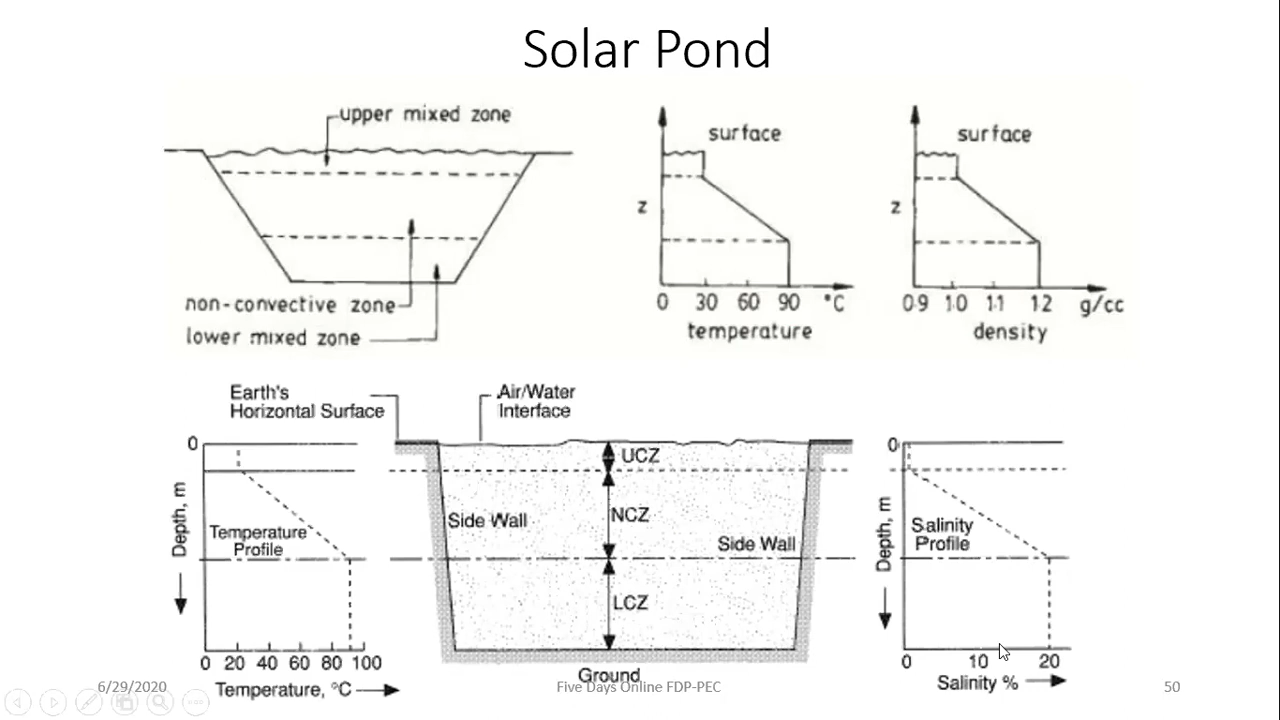 Solar Pond
upper mixed zone
non-convective zone
lower mixed zone
surface
z
0 30 60 90 °C
temperature
surface
z
0.9 1.0 1.1 1.2 g/cc
density
Earth's
Horizontal Surface
Air/Water
Interface
0
Depth, m
Temperature
Profile
0 20 40 60 80 100
Temperature, °C
UCZ
NCZ
LCZ
Side Wall
Side Wall
Ground
0
Depth, m
Salinity
Profile
0 10 20
Salinity %
6/29/2020
Five Days Online FDP-PEC
50